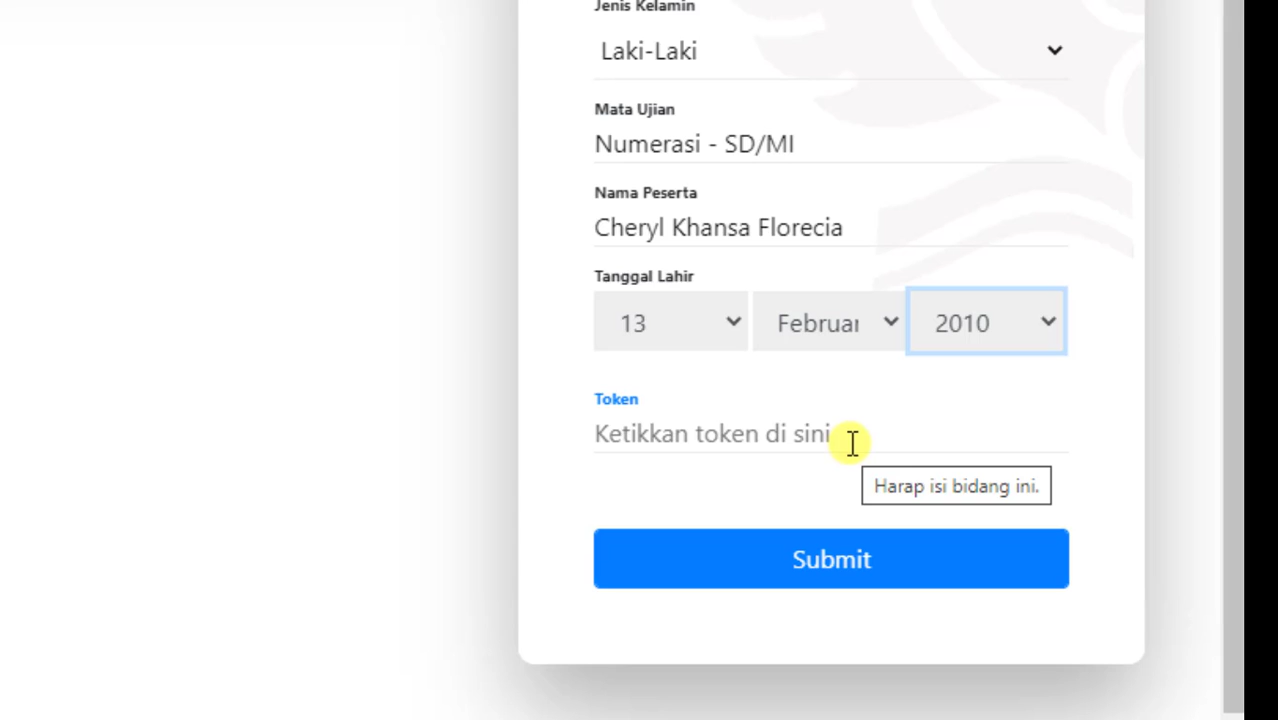 Jenis Kelamin
Laki-Laki
Mata Ujian
Numerasi - SD/MI
Nama Peserta
Cheryl Khansa Florecia
Tanggal Lahir
13 Februar 2010
Token
Ketikkan token di sini
Harap isi bidang ini.
Submit